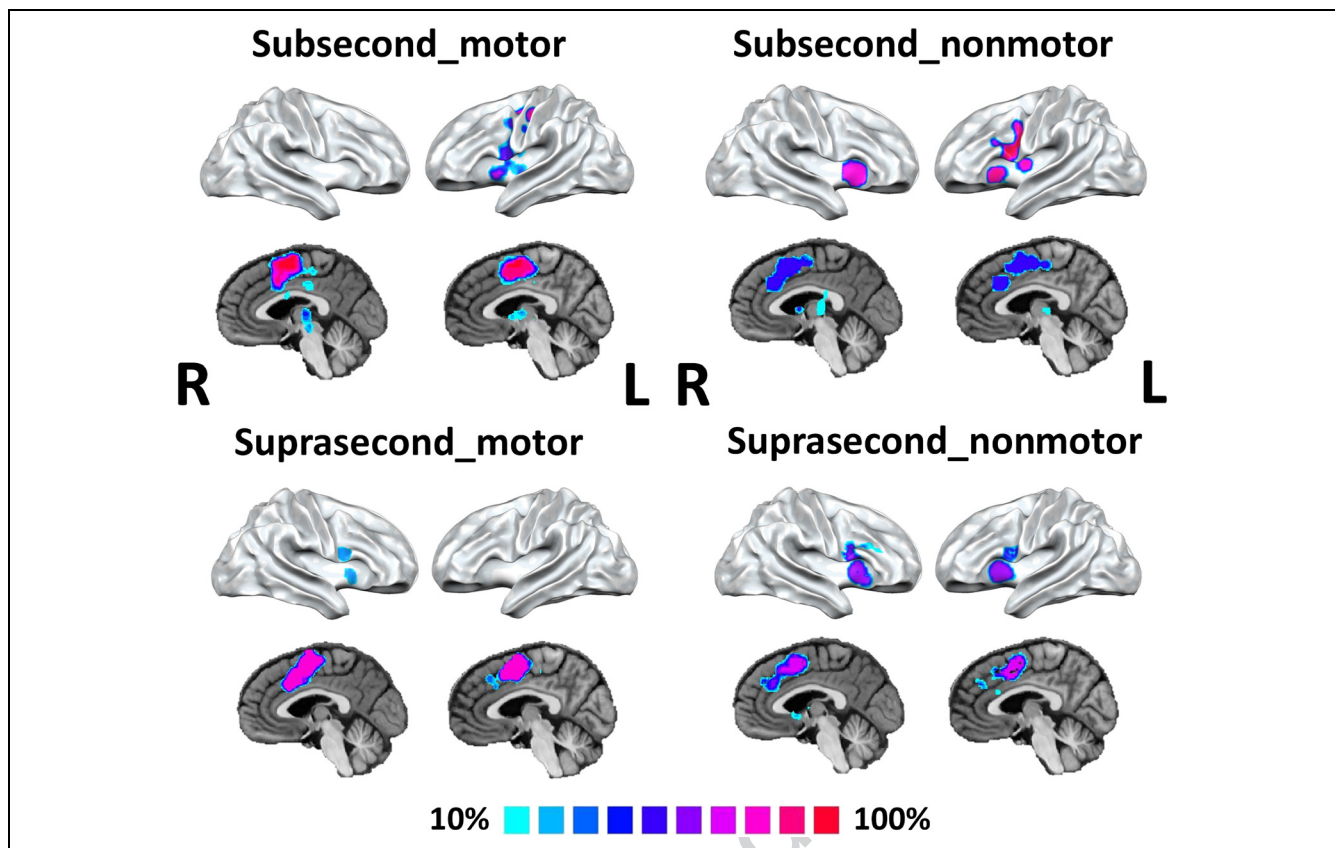 Subsecond_motor
Subsecond_nonmotor
R
L
R
L
Suprasecond_motor
Suprasecond_nonmotor
10%
100%